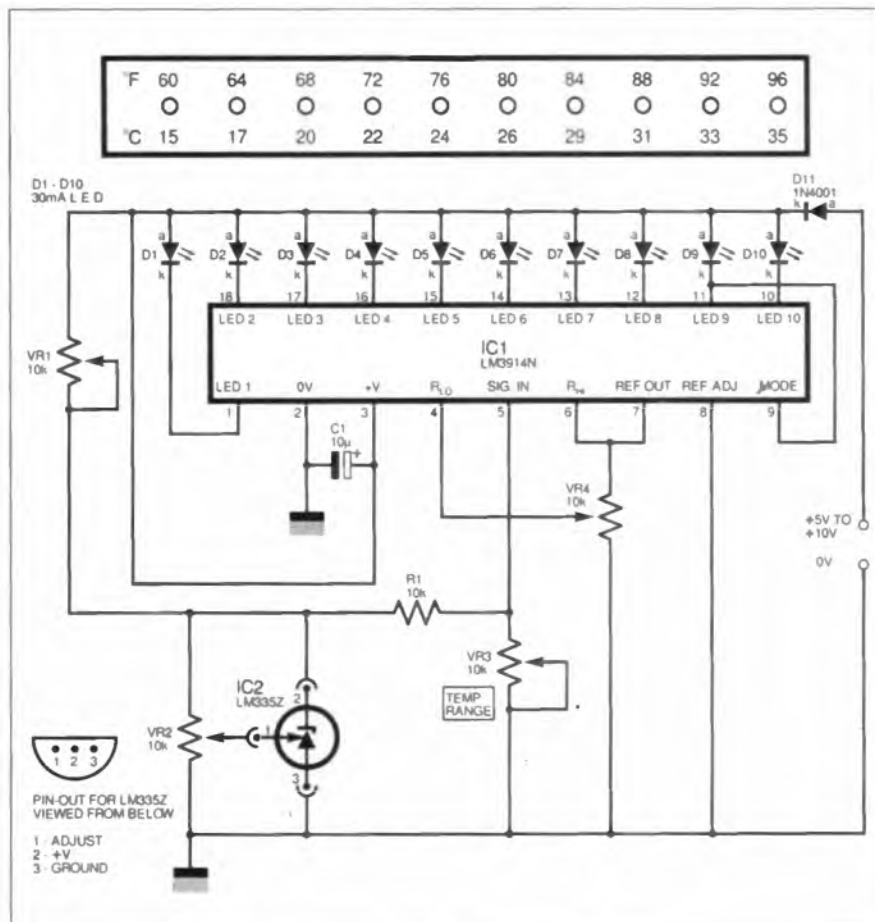 °F 60 64 68 72 76 80 84 88 92 96
°C 15 17 20 22 24 26 29 31 33 35
D1 - D10
30mA L E D
D11
1N4001
k a
a a a a a a a a a a
D1 D2 D3 D4 D5 D6 D7 D8 D9 D10
k k k k k k k k k k
18 17 16 15 14 13 12 11 10
LED 2 LED 3 LED 4 LED 5 LED 6 LED 7 LED 8 LED 9 LED 10
IC1
LM3914N
LED 1 0V +V RLO SIG IN RHI REF OUT REF ADJ MODE
1 2 3 4 5 6 7 8 9
VR1
10k
C1
10µ
+
VR4
10k
+5V TO
+10V
0V
R1
10k
VR3
10k
TEMP
RANGE
IC2
LM335Z
2
1
3
VR2
10k
1 2 3
PIN-OUT FOR LM335Z
VIEWED FROM BELOW
1 - ADJUST
2 - +V
3 - GROUND